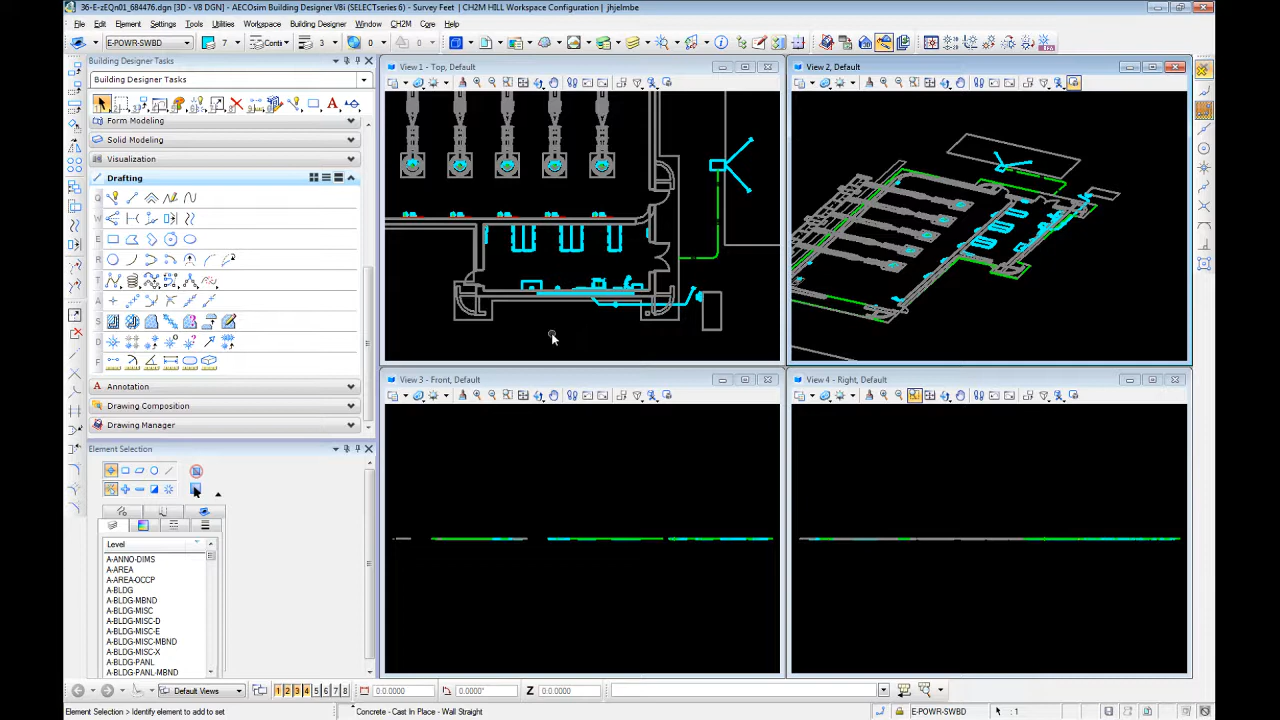 36-E-zEQn01_684476.dgn [3D - V8 DGN] - AECOsim Building Designer V8i (SELECTseries 6) - Survey Feet | CH2M HILL Workspace Configuration | jhjelmbe
File Edit Element Settings Tools Utilities Workspace Building Designer Window CH2M Core Help
E-POWR-SWBD 7 Conti 3 0 0
Building Designer Tasks
Building Designer Tasks
Form Modeling
Solid Modeling
Visualization
Drafting
Q
W
E
R
T
A
S
D
F
Annotation
Drawing Composition
Drawing Manager
Element Selection
Level
A-ANNO-DIMS
A-AREA
A-AREA-OCCP
A-BLDG
A-BLDG-MBND
A-BLDG-MISC
A-BLDG-MISC-D
A-BLDG-MISC-E
A-BLDG-MISC-MBND
A-BLDG-MISC-X
A-BLDG-PANL
A-BLDG-PANL-MBND
View 1 - Top, Default
View 2, Default
View 3 - Front, Default
View 4 - Right, Default
Default Views 1 2 3 4 5 6 7 8 0.0000 0.0000° Z 0.0000
Element Selection > Identify element to add to set Concrete - Cast In Place - Wall Straight E-POWR-SWBD : 1